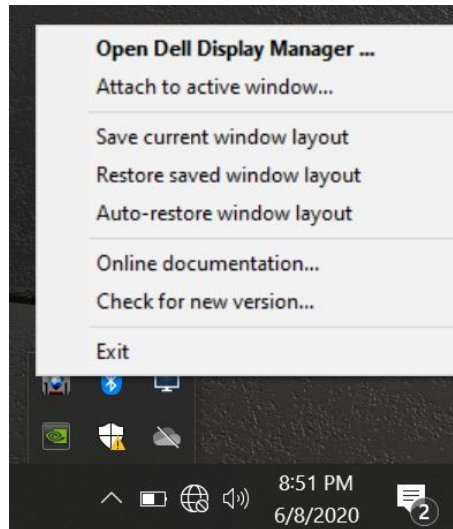 Open Dell Display Manager ...
Attach to active window...
Save current window layout
Restore saved window layout
Auto-restore window layout
Online documentation...
Check for new version...
Exit
8:51 PM
6/8/2020
2